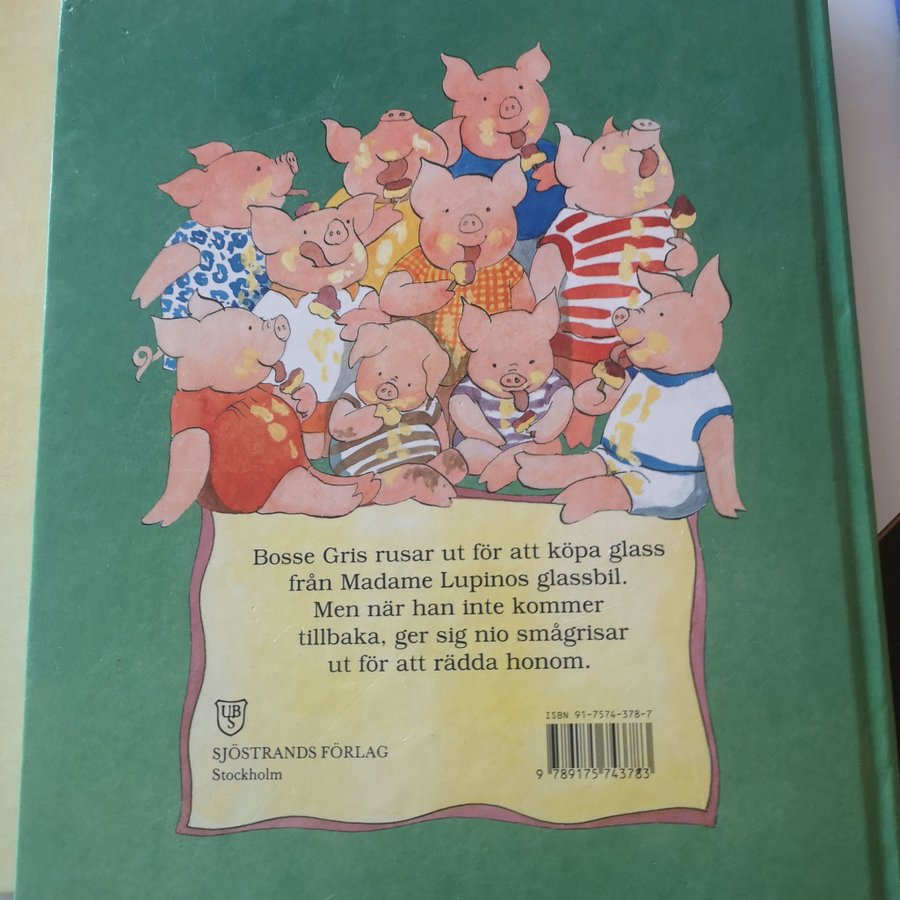 Bosse Gris rusar ut för att köpa glass
från Madame Lupinos glassbil.
Men när han inte kommer
tillbaka, ger sig nio smågrisar
ut för att rädda honom.
UBS
SJÖSTRANDS FÖRLAG
Stockholm
ISBN 91-7574-378-7
9 789175 743783